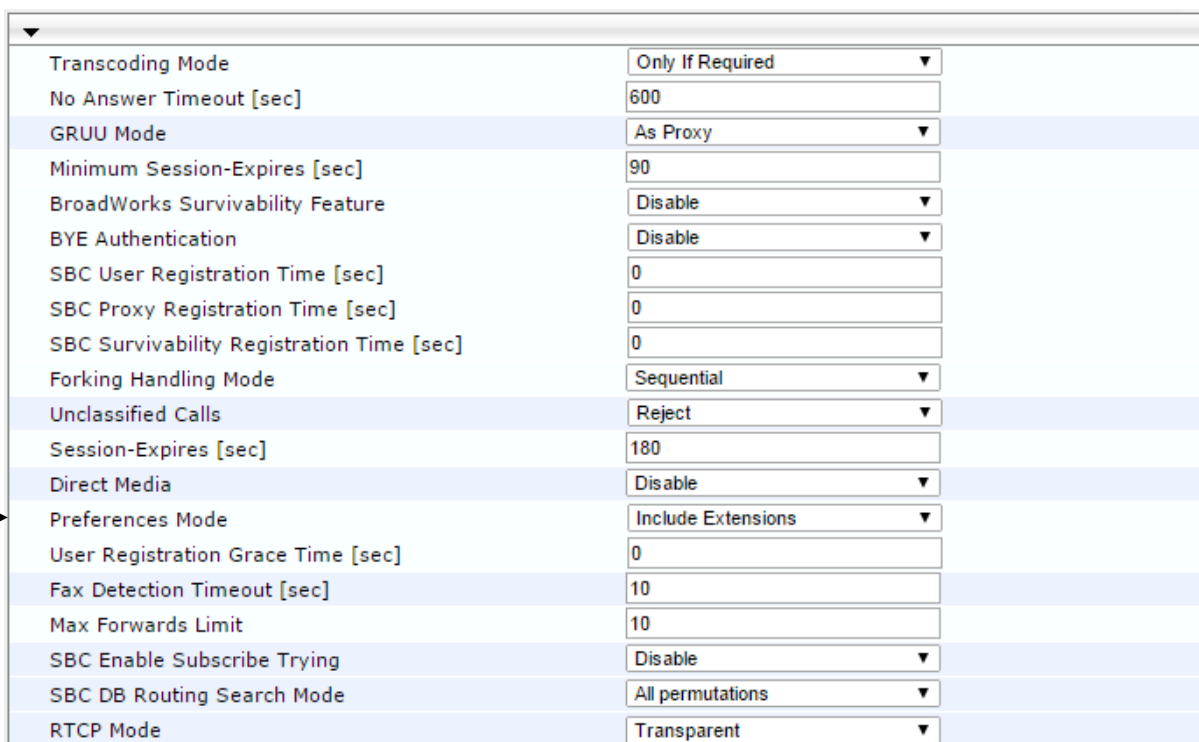 Transcoding Mode Only If Required
No Answer Timeout [sec] 600
GRUU Mode As Proxy
Minimum Session-Expires [sec] 90
BroadWorks Survivability Feature Disable
BYE Authentication Disable
SBC User Registration Time [sec] 0
SBC Proxy Registration Time [sec] 0
SBC Survivability Registration Time [sec] 0
Forking Handling Mode Sequential
Unclassified Calls Reject
Session-Expires [sec] 180
Direct Media Disable
Preferences Mode Include Extensions
User Registration Grace Time [sec] 0
Fax Detection Timeout [sec] 10
Max Forwards Limit 10
SBC Enable Subscribe Trying Disable
SBC DB Routing Search Mode All permutations
RTCP Mode Transparent